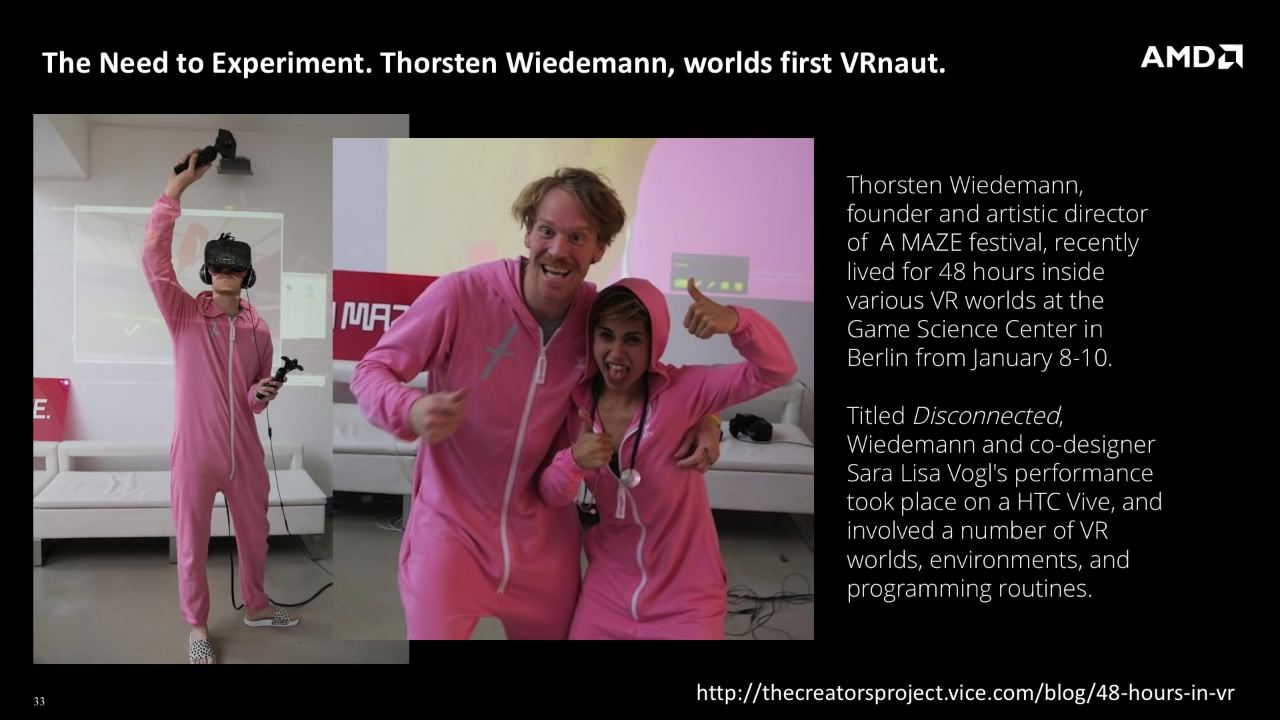 The Need to Experiment. Thorsten Wiedemann, worlds first VRnaut.
AMD
MAZ
E.
Thorsten Wiedemann,
founder and artistic director
of  A MAZE festival, recently
lived for 48 hours inside
various VR worlds at the
Game Science Center in
Berlin from January 8-10.
Titled Disconnected,
Wiedemann and co-designer
Sara Lisa Vogl's performance
took place on a HTC Vive, and
involved a number of VR
worlds, environments, and
programming routines.
33
http://thecreatorsproject.vice.com/blog/48-hours-in-vr